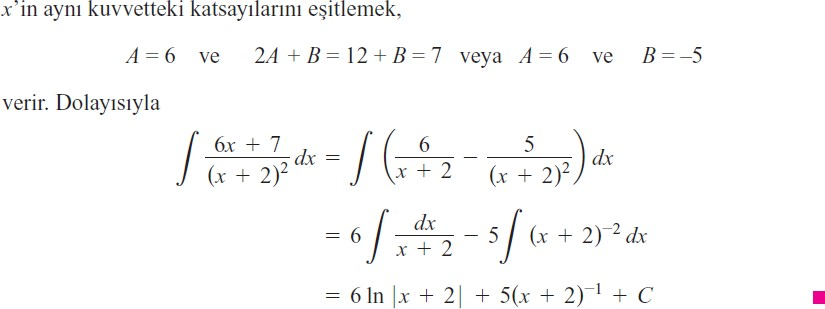 x'in aynı kuvvetteki katsayılarını eşitlemek,
A = 6 ve 2A + B = 12 + B = 7 veya A = 6 ve B = –5
verir. Dolayısıyla
∫ (6x + 7)/(x + 2)² dx = ∫ (6/(x + 2) − 5/(x + 2)²) dx
= 6 ∫ dx/(x + 2) − 5 ∫ (x + 2)⁻² dx
= 6 ln |x + 2| + 5(x + 2)⁻¹ + C